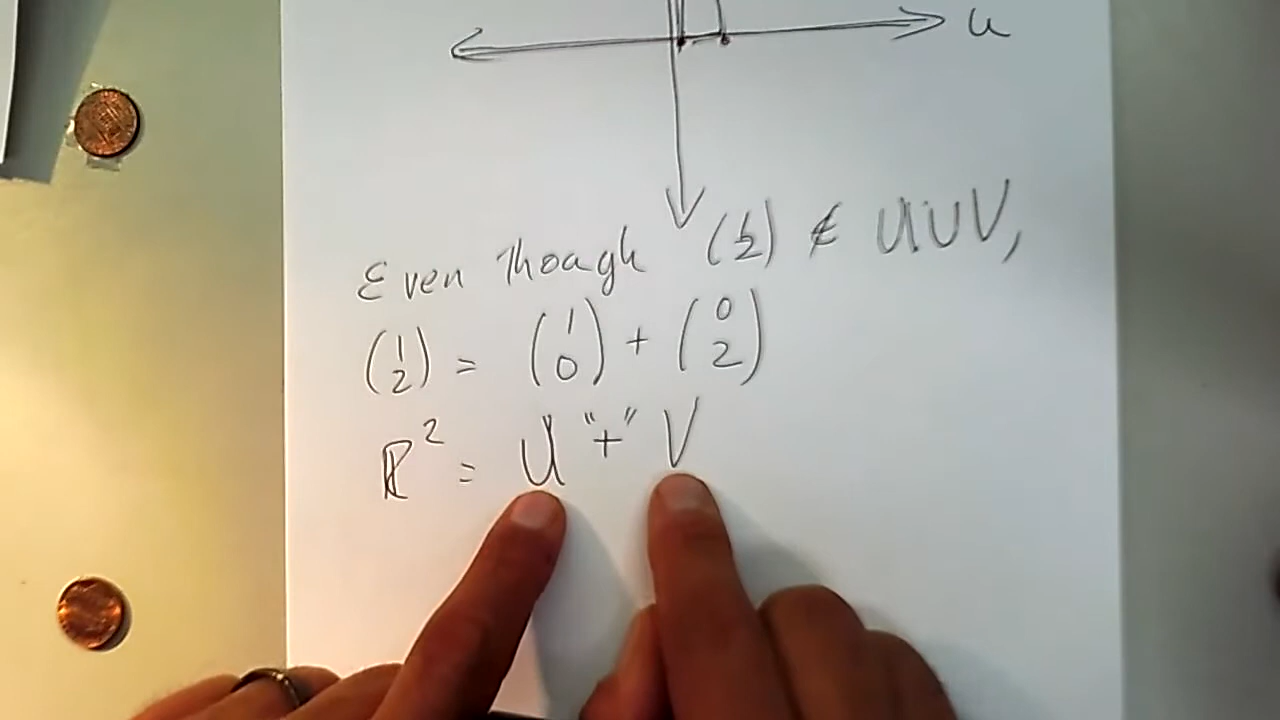 u
Even though (1/2) ∉ U∪V,
(1 2) = (1 0) + (0 2)
ℝ² = U "+" V